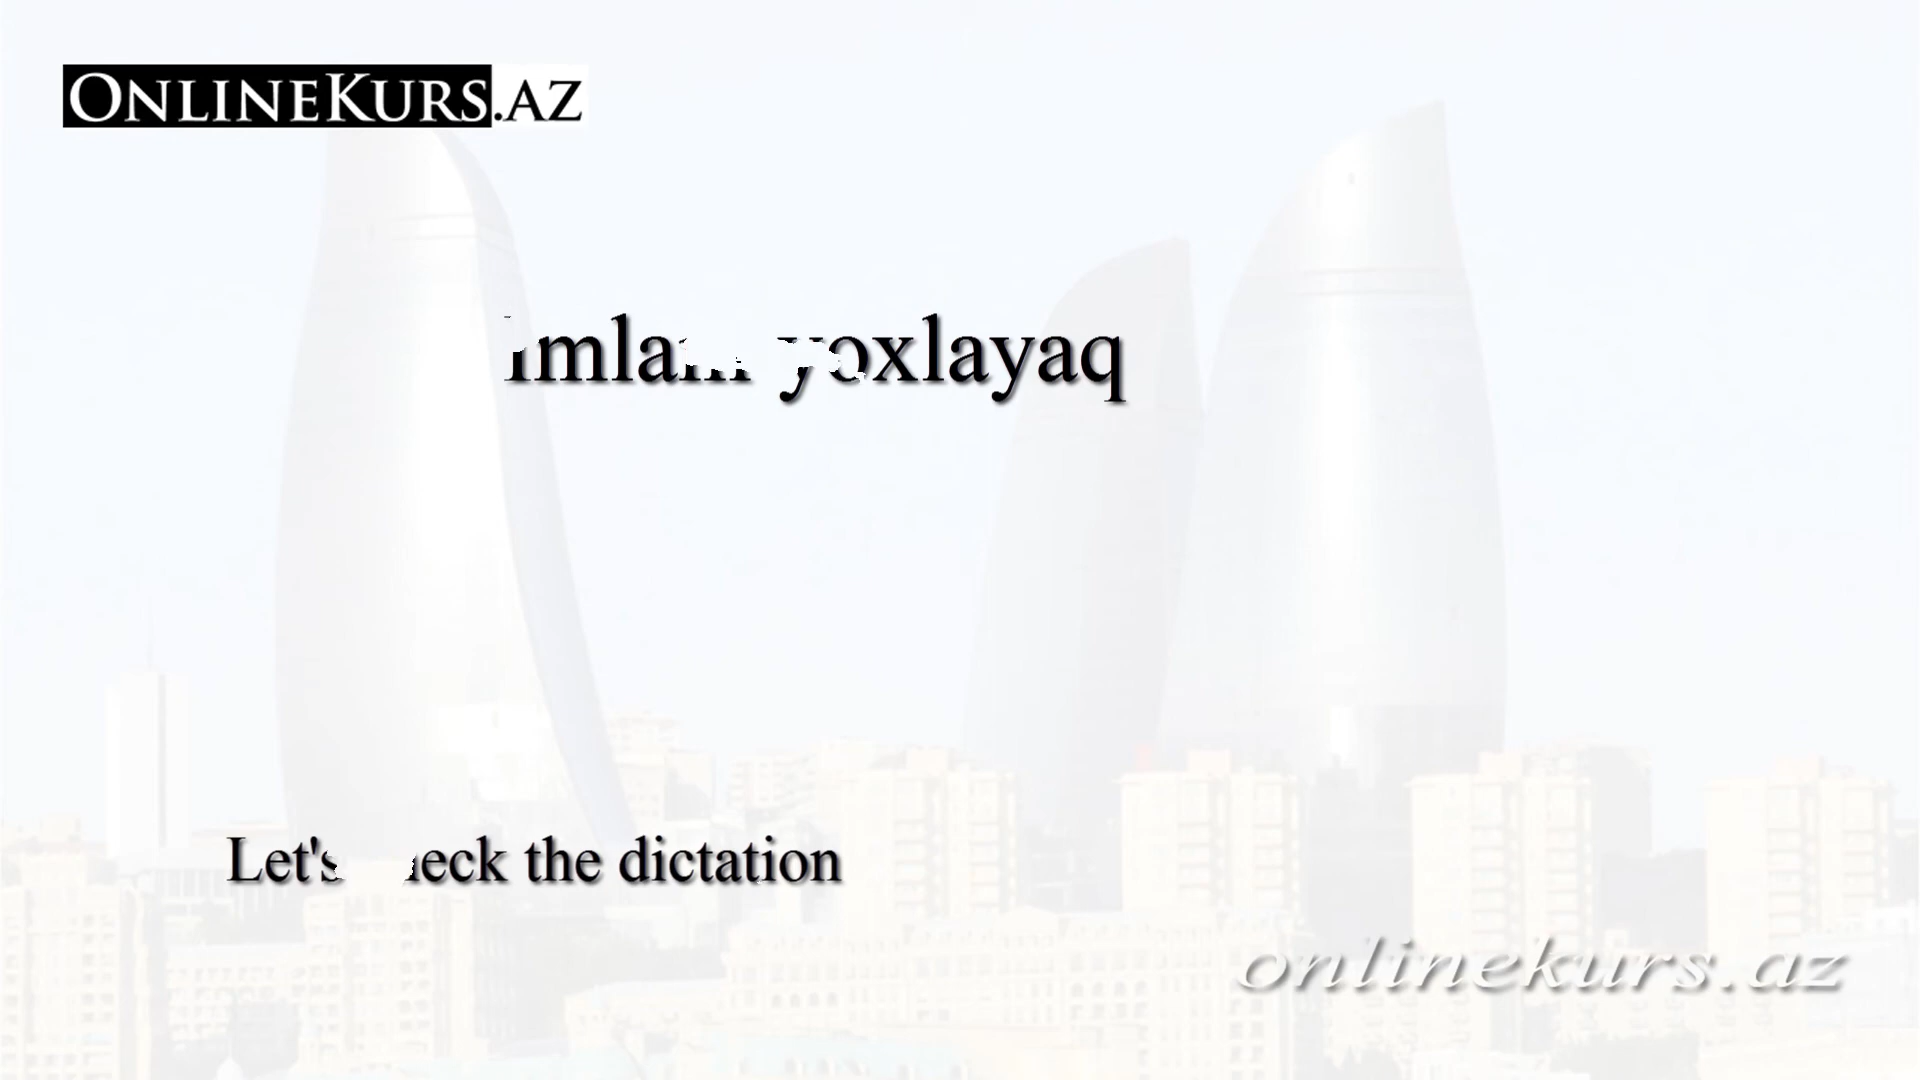 ONLINEKURS.AZ
yoxlayaq
Let's the dictation
onlinekurs.az